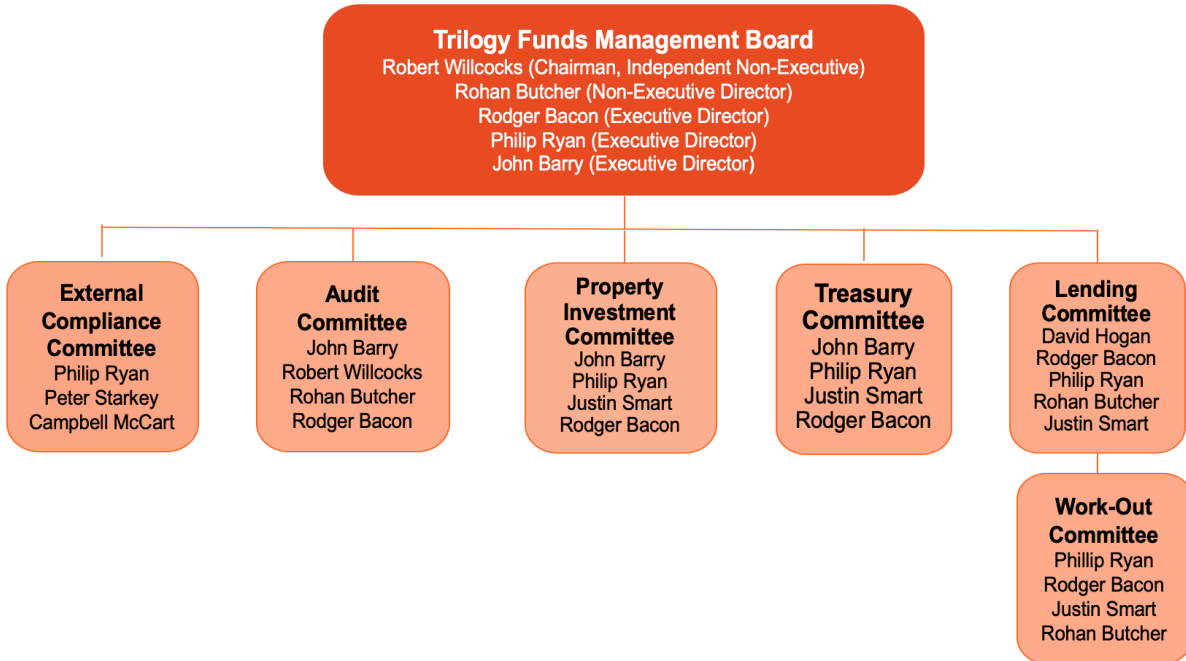 Trilogy Funds Management Board
Robert Willcocks (Chairman, Independent Non-Executive)
Rohan Butcher (Non-Executive Director)
Rodger Bacon (Executive Director)
Philip Ryan (Executive Director)
John Barry (Executive Director)
External
Compliance
Committee
Philip Ryan
Peter Starkey
Campbell McCart
Audit
Committee
John Barry
Robert Willcocks
Rohan Butcher
Rodger Bacon
Property
Investment
Committee
John Barry
Philip Ryan
Justin Smart
Rodger Bacon
Treasury
Committee
John Barry
Philip Ryan
Justin Smart
Rodger Bacon
Lending
Committee
David Hogan
Rodger Bacon
Philip Ryan
Rohan Butcher
Justin Smart
Work-Out
Committee
Phillip Ryan
Rodger Bacon
Justin Smart
Rohan Butcher